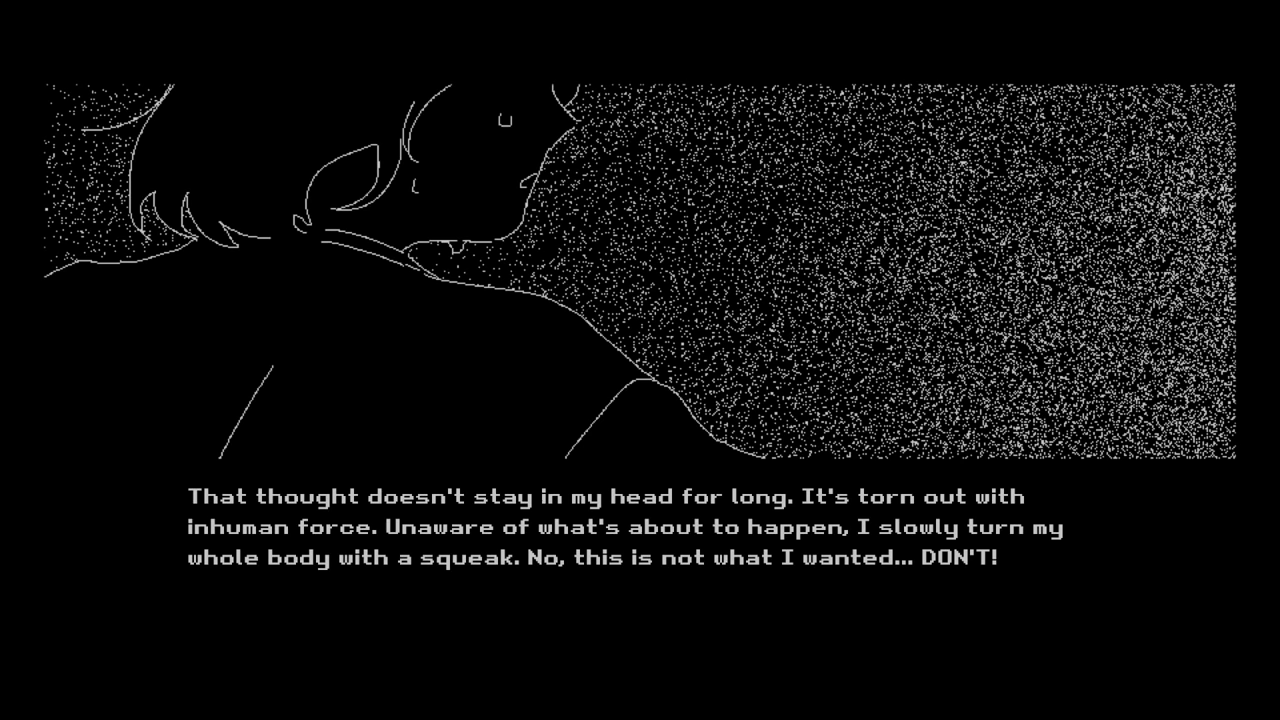 That thought doesn't stay in my head for long. It's torn out with
inhuman force. Unaware of what's about to happen, I slowly turn my
whole body with a squeak. No, this is not what I wanted... DON'T!